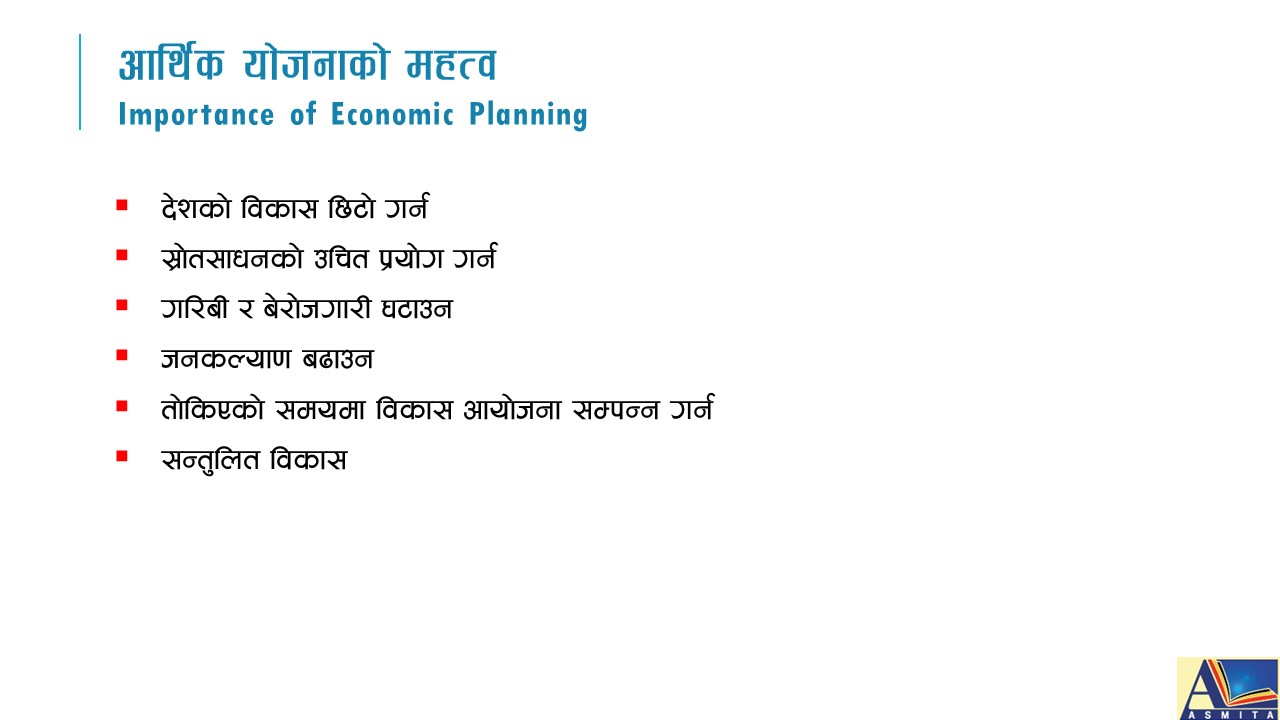 आर्थिक योजनाको महत्व
Importance of Economic Planning
▪ देशको विकास छिटो गर्न
▪ स्रोतसाधनको उचित प्रयोग गर्न
▪ गरिबी र बेरोजगारी घटाउन
▪ जनकल्याण बढाउन
▪ तोकिएको समयमा विकास आयोजना सम्पन्न गर्न
▪ सन्तुलित विकास
ASMITA